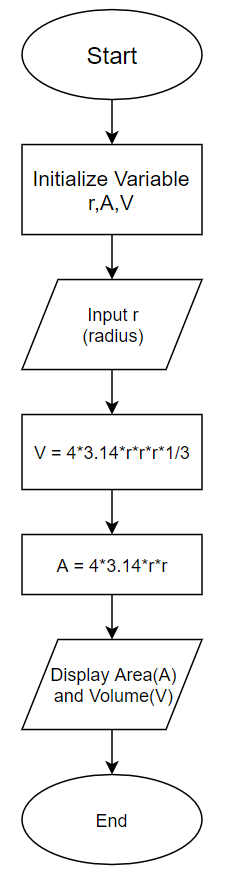 Start
Initialize Variable
r,A,V
Input r
(radius)
V = 4*3.14*r*r*r*1/3
A = 4*3.14*r*r
Display Area(A)
and Volume(V)
End